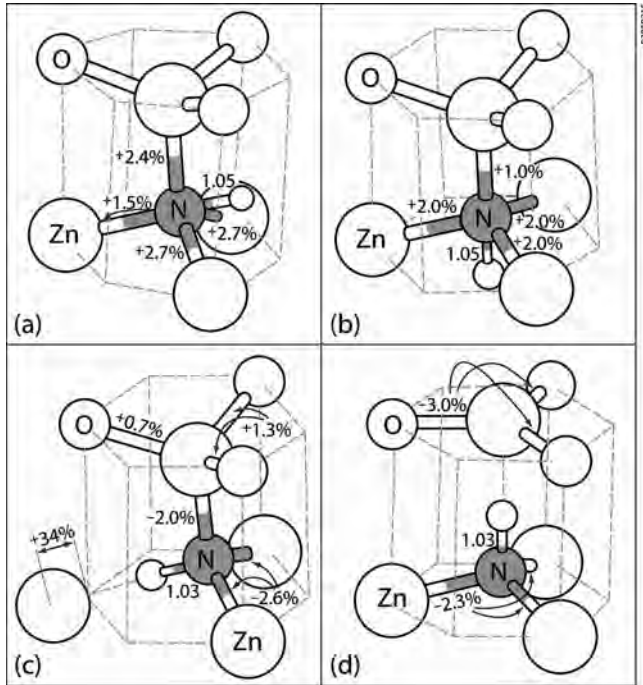 O
+2.4%
1.05
+1.5%
N
+2.7%
+2.7%
Zn
(a)
O
+1.0%
+2.0%
N
+2.0%
+2.0%
Zn
1.05
(b)
O
+0.7%
+1.3%
+34%
−2.0%
N
1.03
−2.6%
Zn
(c)
O
−3.0%
1.03
N
Zn
−2.3%
(d)